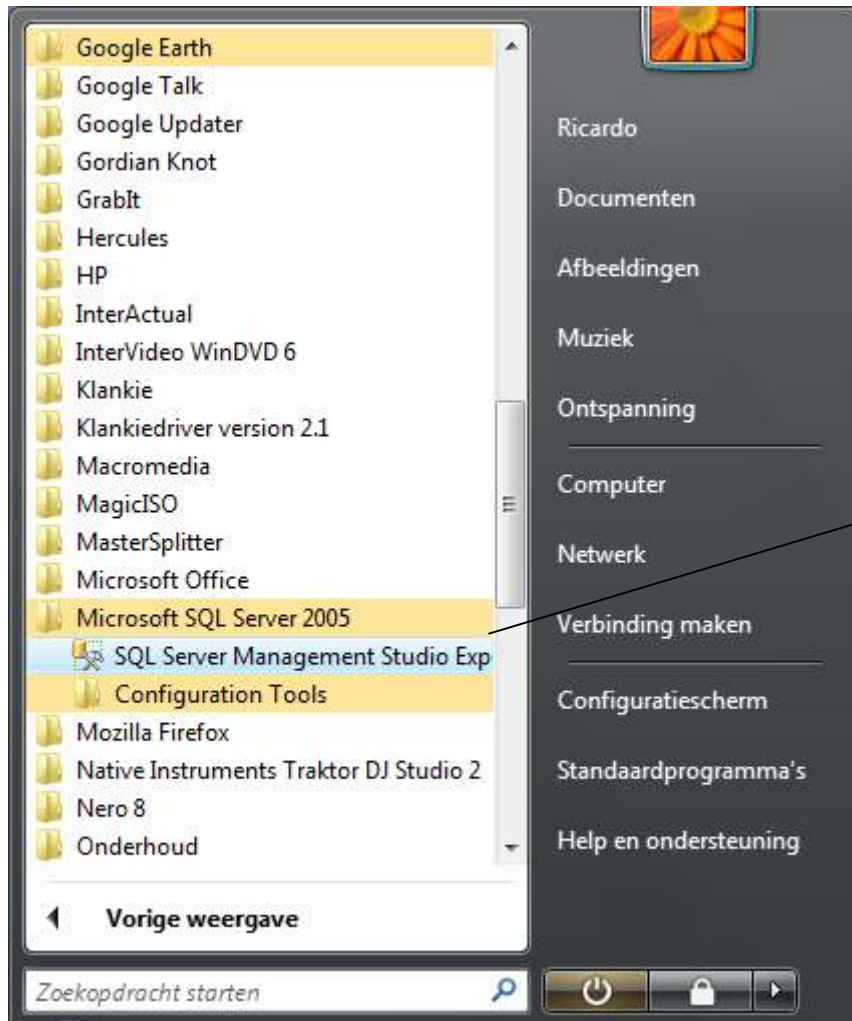 Google Earth
Google Talk
Google Updater
Gordian Knot
GrabIt
Hercules
HP
InterActual
InterVideo WinDVD 6
Klankie
Klankiedriver version 2.1
Macromedia
MagicISO
MasterSplitter
Microsoft Office
Microsoft SQL Server 2005
SQL Server Management Studio Exp
Configuration Tools
Mozilla Firefox
Native Instruments Traktor DJ Studio 2
Nero 8
Onderhoud
Vorige weergave
Zoekopdracht starten
Ricardo
Documenten
Afbeeldingen
Muziek
Ontspanning
Computer
Netwerk
Verbinding maken
Configuratiescherm
Standaardprogramma's
Help en ondersteuning